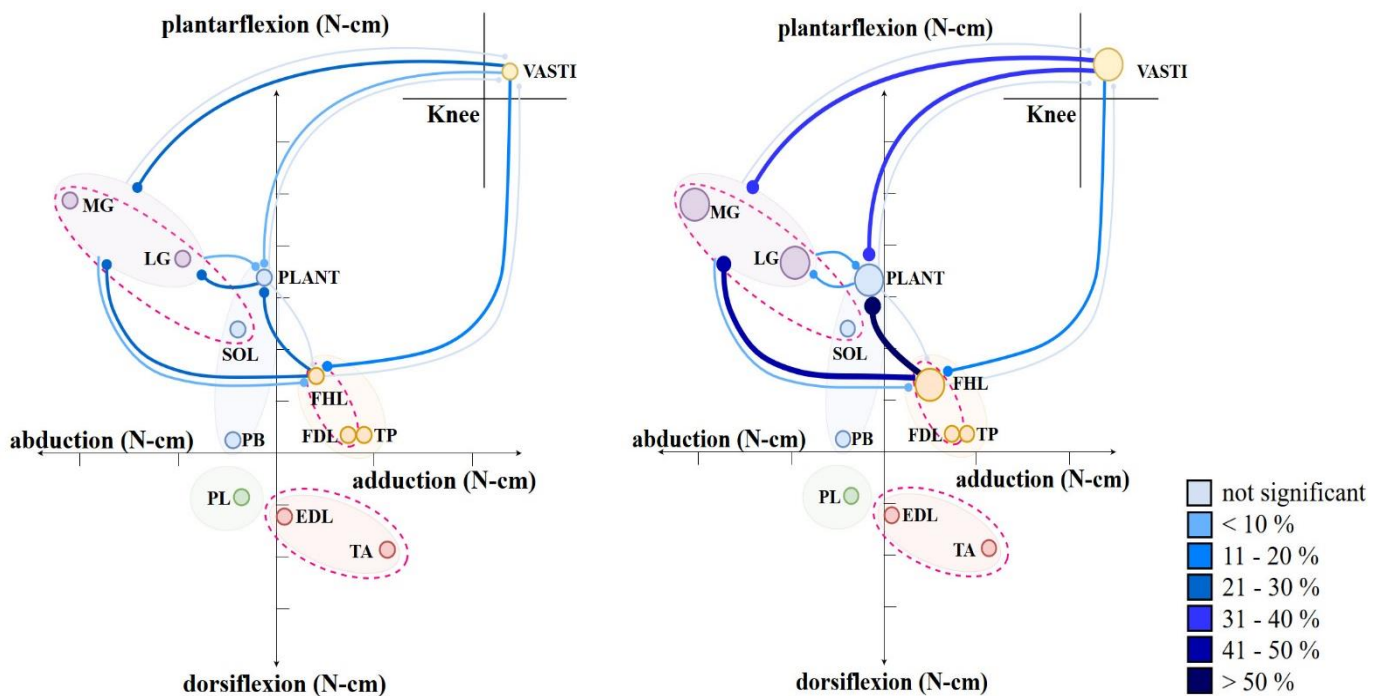 plantarflexion (N-cm)
VASTI
Knee
MG
LG
PLANT
SOL
FHL
FDL
TP
PB
abduction (N-cm)
adduction (N-cm)
PL
EDL
TA
dorsiflexion (N-cm)
plantarflexion (N-cm)
VASTI
Knee
MG
LG
PLANT
SOL
FHL
FDL
TP
PB
abduction (N-cm)
adduction (N-cm)
PL
EDL
TA
dorsiflexion (N-cm)
not significant
< 10 %
11 - 20 %
21 - 30 %
31 - 40 %
41 - 50 %
> 50 %